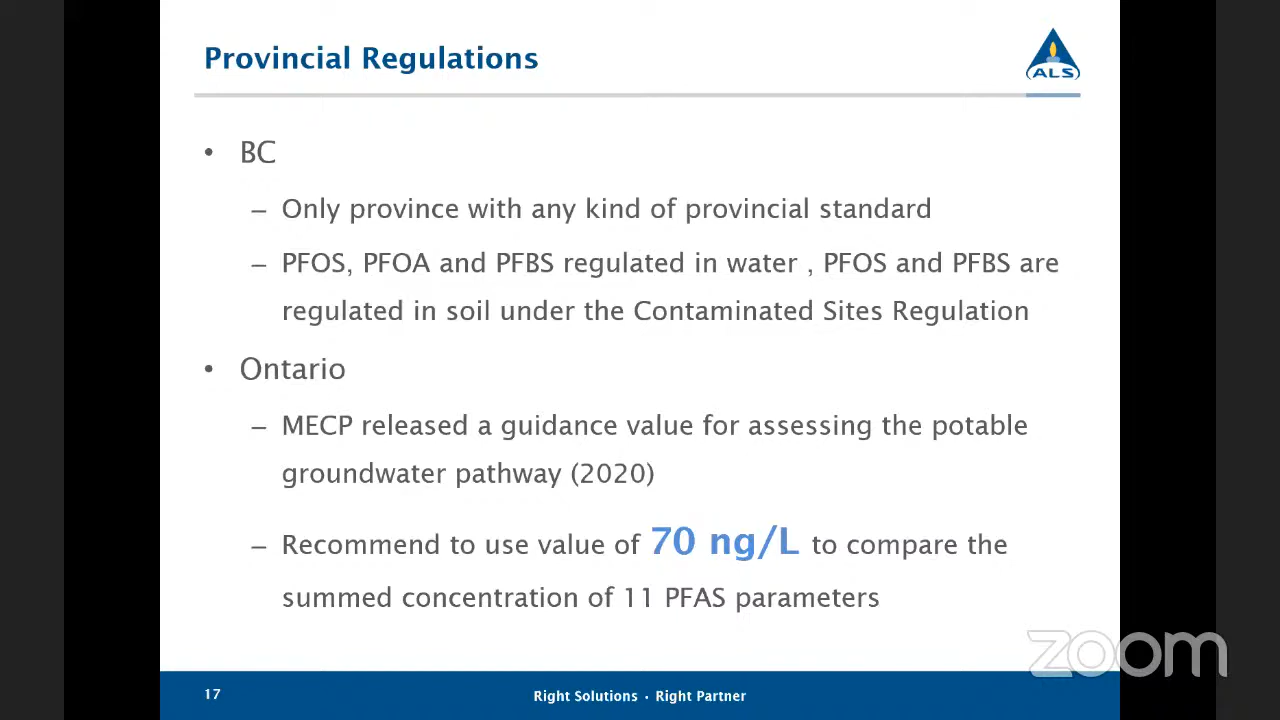 Provincial Regulations
ALS
• BC
– Only province with any kind of provincial standard
– PFOS, PFOA and PFBS regulated in water , PFOS and PFBS are
regulated in soil under the Contaminated Sites Regulation
• Ontario
– MECP released a guidance value for assessing the potable
groundwater pathway (2020)
– Recommend to use value of 70 ng/L to compare the
summed concentration of 11 PFAS parameters
zoom
17
Right Solutions · Right Partner